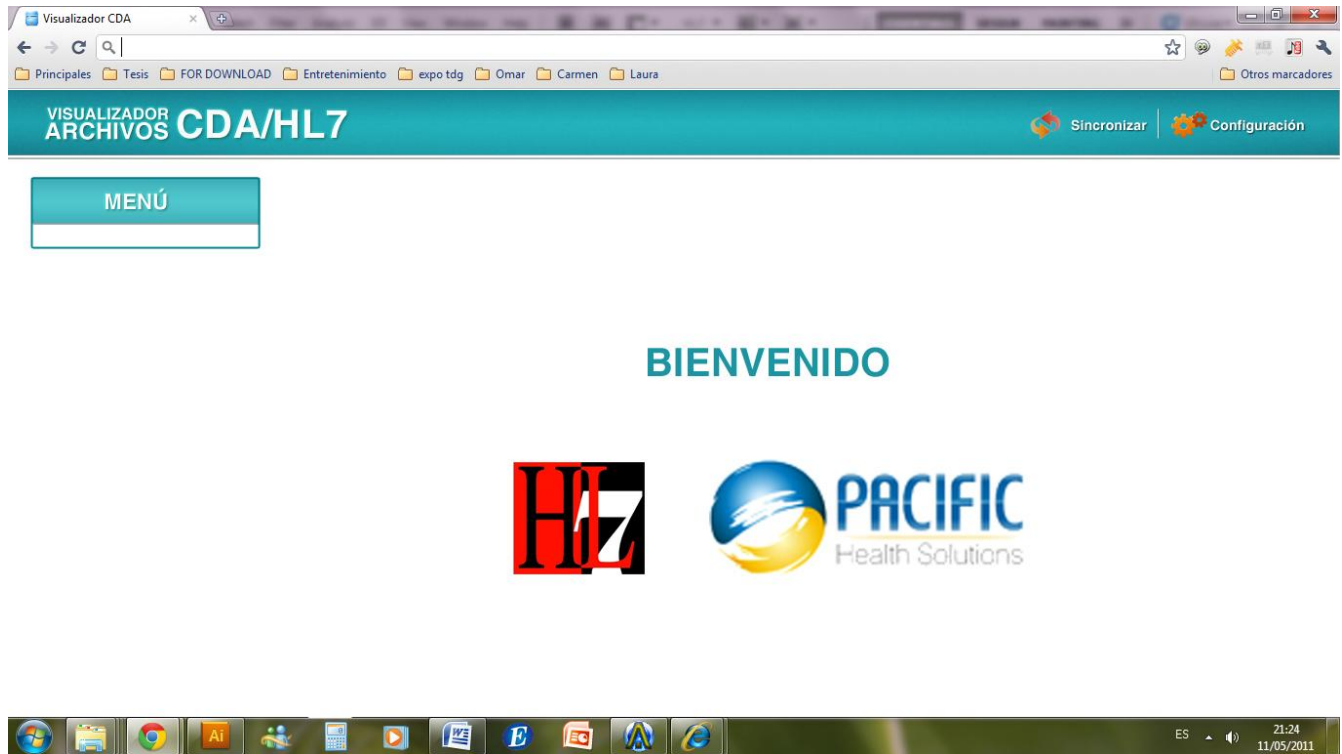 Visualizador CDA
Principales Tesis FOR DOWNLOAD Entretenimiento expo tdg Omar Carmen Laura Otros marcadores
VISUALIZADOR
ARCHIVOS CDA/HL7
Sincronizar Configuración
MENÚ
BIENVENIDO
HL7
PACIFIC
Health Solutions
Ai
ES 21:24
11/05/2011